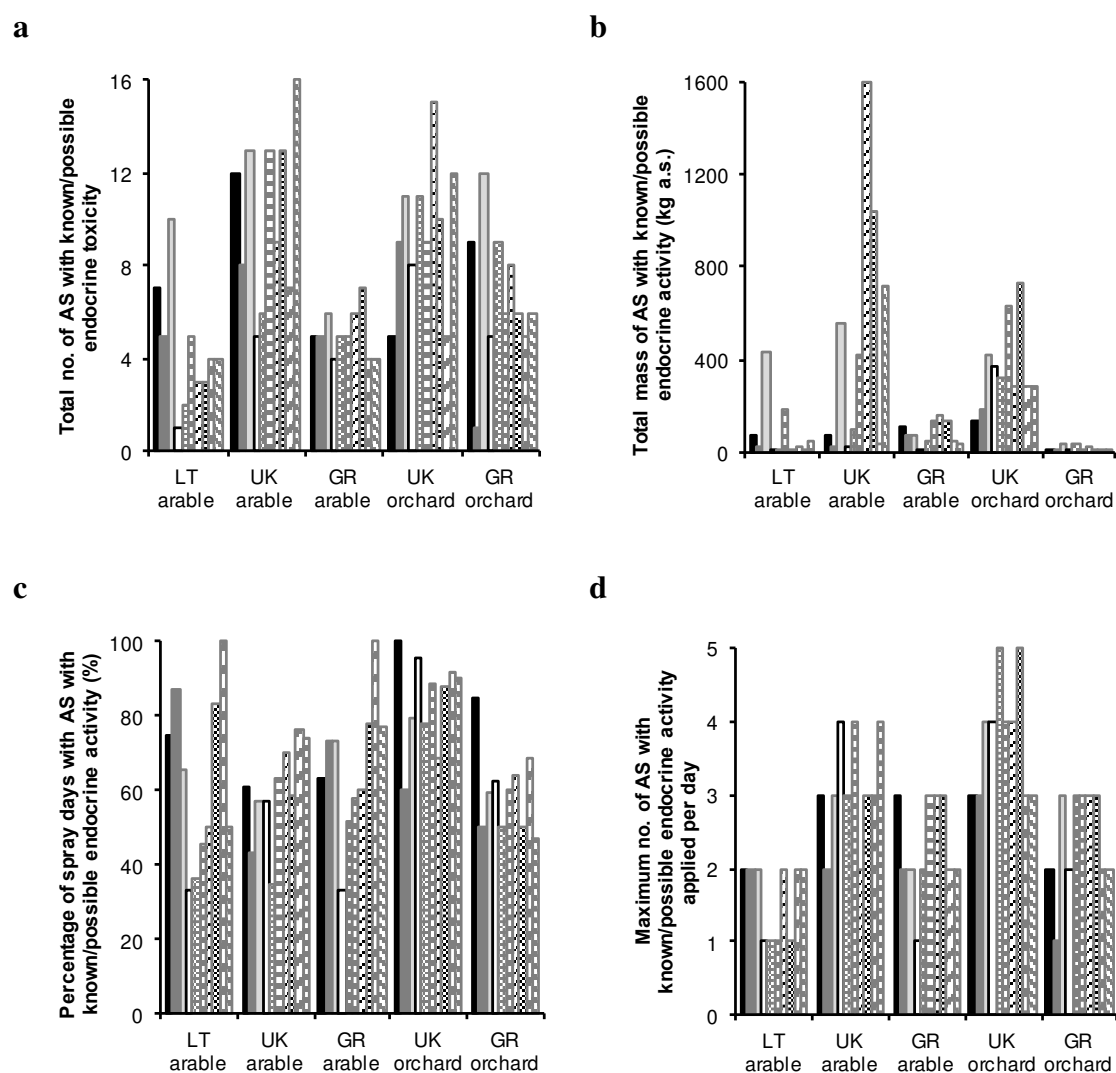 a
Total no. of AS with known/possible
endocrine toxicity
16
12
8
4
0
LT
arable
UK
arable
GR
arable
UK
orchard
GR
orchard
b
Total mass of AS with known/possible
endocrine activity (kg a.s.)
1600
1200
800
400
0
LT
arable
UK
arable
GR
arable
UK
orchard
GR
orchard
c
Percentage of spray days with AS with
known/possible endocrine activity (%)
100
80
60
40
20
0
LT
arable
UK
arable
GR
arable
UK
orchard
GR
orchard
d
Maximum no. of AS with
known/possible endocrine activity
applied per day
5
4
3
2
1
0
LT
arable
UK
arable
GR
arable
UK
orchard
GR
orchard